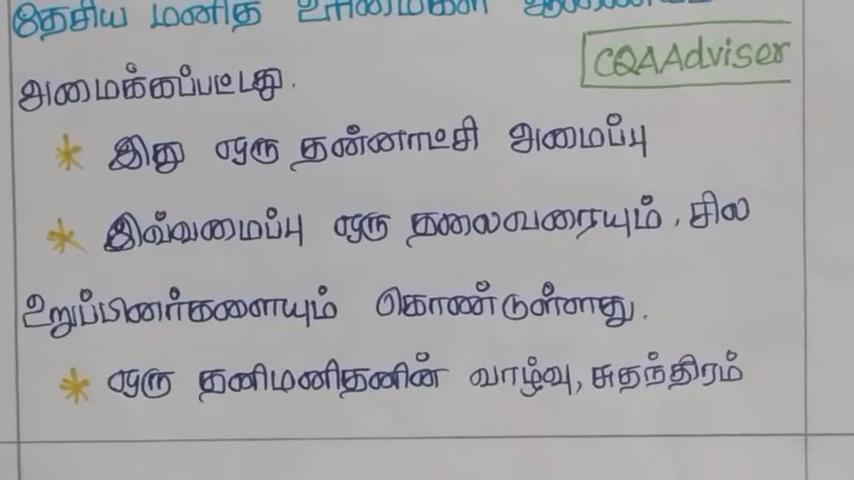 தேசிய மனித உரிமைகள் ஆணையம்
CQAAdviser
அமைக்கப்பட்டது.
* இது ஒரு தன்னாட்சி அமைப்பு
* இவ்வமைப்பு ஒரு தலைவரையும், சில
உறுப்பினர்களையும் கொண்டுள்ளது.
* ஒரு தனிமனிதனின் வாழ்வு, சுதந்திரம்